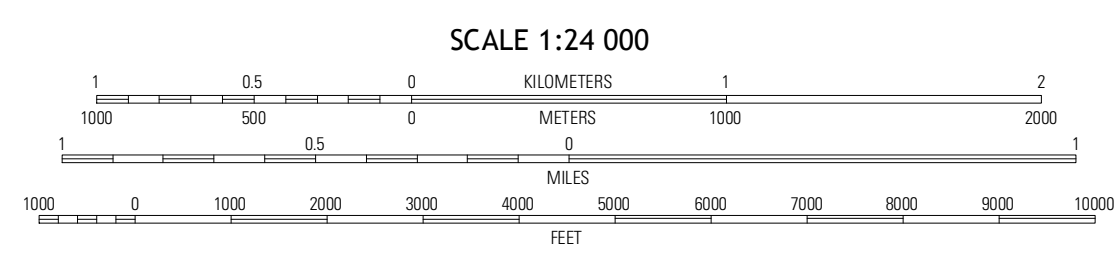 SCALE 1:24 000
1 0.5 0 KILOMETERS 1 2
1000 500 0 METERS 1000 2000
1 0.5 0 1
MILES
1000 0 1000 2000 3000 4000 5000 6000 7000 8000 9000 10000
FEET